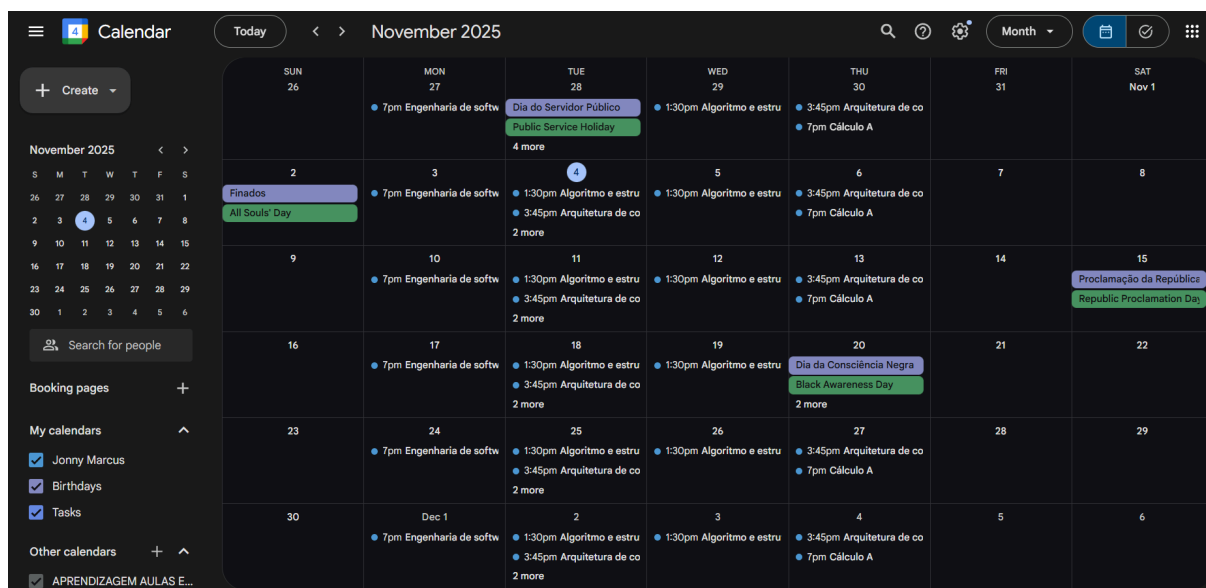 4 Calendar Today November 2025 Month
Create
November 2025
S M T W T F S
26 27 28 29 30 31 1
2 3 4 5 6 7 8
9 10 11 12 13 14 15
16 17 18 19 20 21 22
23 24 25 26 27 28 29
30 1 2 3 4 5 6
Search for people
Booking pages
My calendars
Jonny Marcus
Birthdays
Tasks
Other calendars
APRENDIZAGEM AULAS E...
SUN MON TUE WED THU FRI SAT
26 27 28 29 30 31 Nov 1
7pm Engenharia de softw
Dia do Servidor Público
Public Service Holiday
4 more
1:30pm Algoritmo e estru
3:45pm Arquitetura de co
7pm Cálculo A
2 3 4 5 6 7 8
Finados
All Souls' Day
7pm Engenharia de softw
1:30pm Algoritmo e estru
3:45pm Arquitetura de co
2 more
1:30pm Algoritmo e estru
3:45pm Arquitetura de co
7pm Cálculo A
9 10 11 12 13 14 15
7pm Engenharia de softw
1:30pm Algoritmo e estru
3:45pm Arquitetura de co
2 more
1:30pm Algoritmo e estru
3:45pm Arquitetura de co
7pm Cálculo A
Proclamação da República
Republic Proclamation Day
16 17 18 19 20 21 22
7pm Engenharia de softw
1:30pm Algoritmo e estru
3:45pm Arquitetura de co
2 more
1:30pm Algoritmo e estru
Dia da Consciência Negra
Black Awareness Day
2 more
23 24 25 26 27 28 29
7pm Engenharia de softw
1:30pm Algoritmo e estru
3:45pm Arquitetura de co
2 more
1:30pm Algoritmo e estru
3:45pm Arquitetura de co
7pm Cálculo A
30 Dec 1 2 3 4 5 6
7pm Engenharia de softw
1:30pm Algoritmo e estru
3:45pm Arquitetura de co
2 more
1:30pm Algoritmo e estru
3:45pm Arquitetura de co
7pm Cálculo A